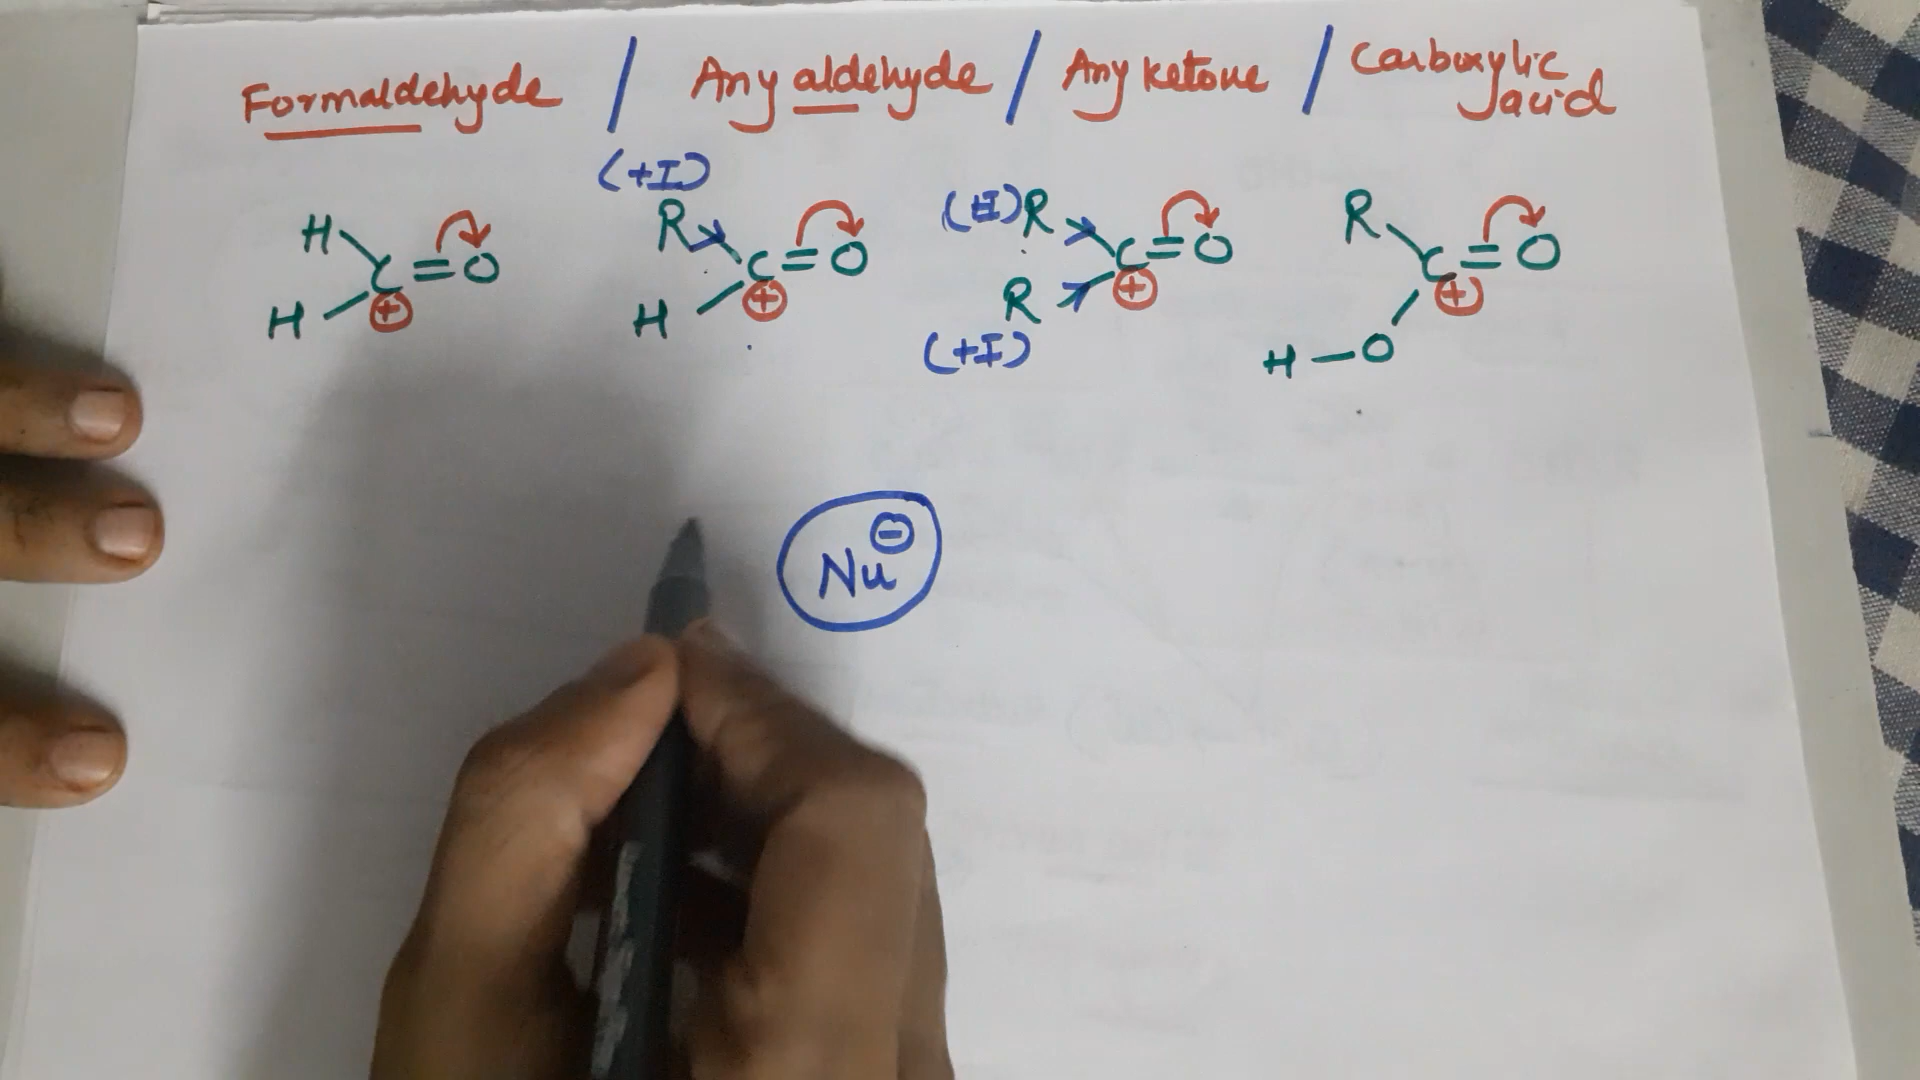 Formaldehyde / Any aldehyde / Any ketone / Carboxylic acid
(+I)
(+I)
H R R R
C=O C=O C=O C=O
⊕ ⊕ ⊕ ⊕
H H R
(+I)
H-O
Nu⊖